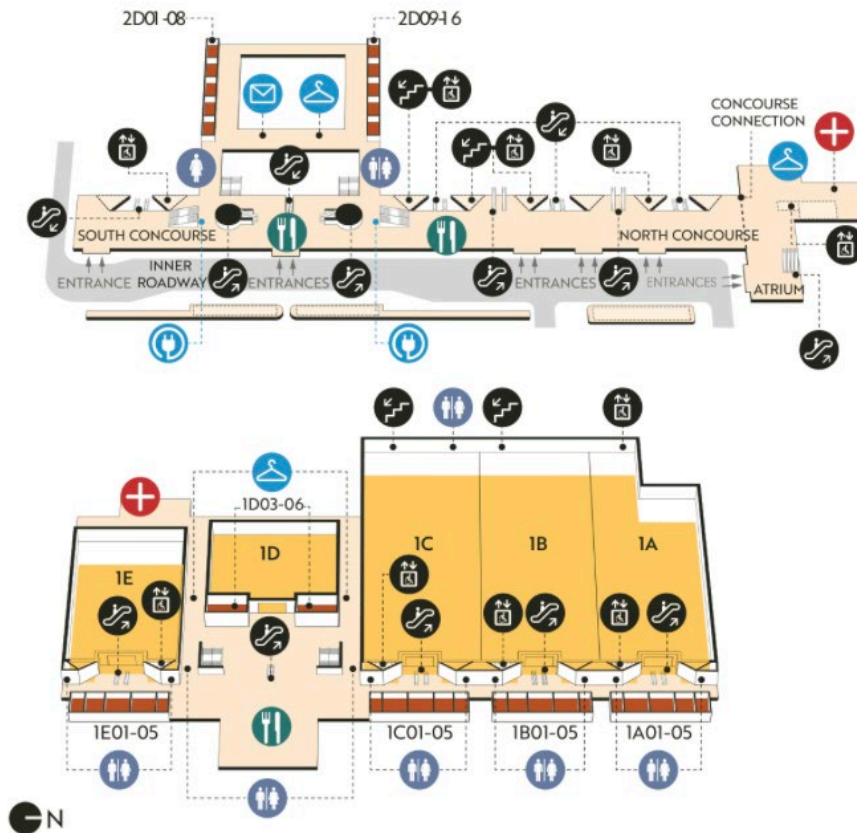 2D01-08
2D09-16
CONCOURSE
CONNECTION
SOUTH CONCOURSE
NORTH CONCOURSE
ENTRANCE
INNER
ROADWAY
ENTRANCES
ENTRANCES
ENTRANCES
ATRIUM
1D03-06
1E
1D
1C
1B
1A
1E01-05
1C01-05
1B01-05
1A01-05
N